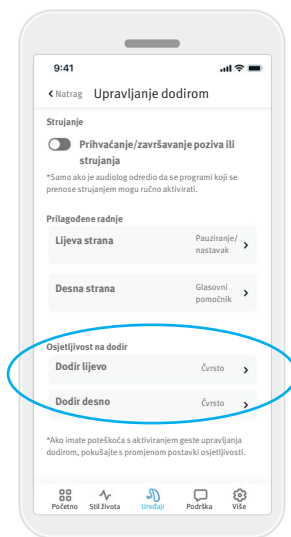 9:41
Natrag Upravljanje dodirom
Strujanje
Prihvaćanje/završavanje poziva ili
strujanja
*Samo ako je audiolog odredio da se programi koji se
prenose strujanjem mogu ručno aktivirati.
Prilagođene radnje
Lijeva strana Pauziranje/
nastavak
Desna strana Glasovni
pomoćnik
Osjetljivost na dodir
Dodir lijevo Čvrsto
Dodir desno Čvrsto
*Ako imate poteškoća s aktiviranjem geste upravljanja
dodirom, pokušajte s promjenom postavki osjetljivosti.
Početno Stil života Uređaji Podrška Više